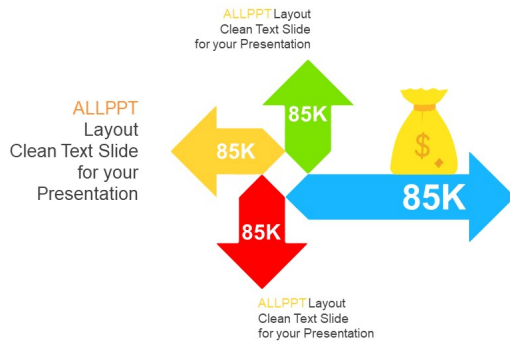 ALLPPT Layout
Clean Text Slide
for your Presentation
85K
ALLPPT
Layout
Clean Text Slide
for your
Presentation
85K
$
85K
85K
ALLPPT Layout
Clean Text Slide
for your Presentation